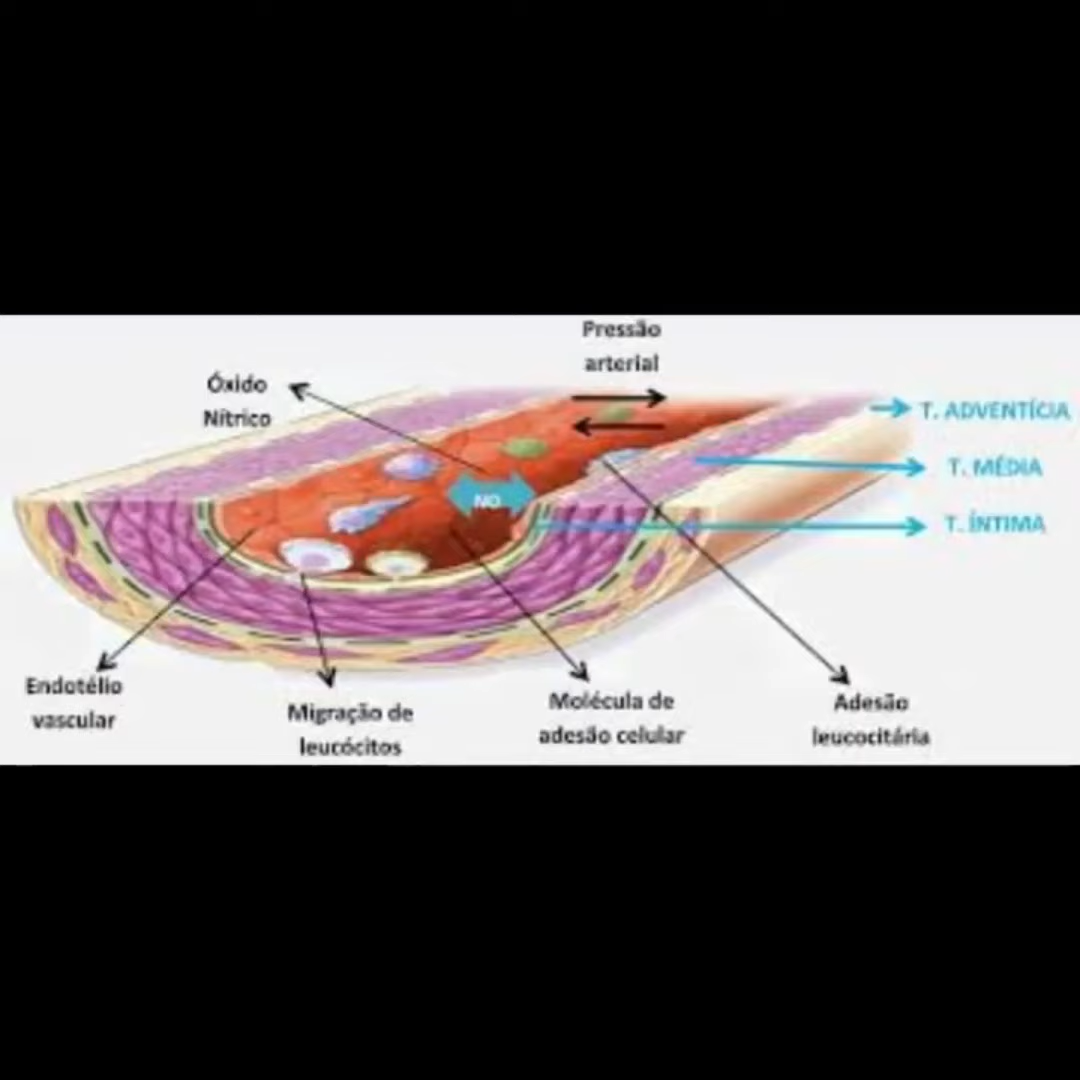 Pressão
arterial
Óxido
Nítrico
T. ADVENTÍCIA
T. MÉDIA
NO
T. ÍNTIMA
Endotélio
vascular
Migração de
leucócitos
Molécula de
adesão celular
Adesão
leucocitária